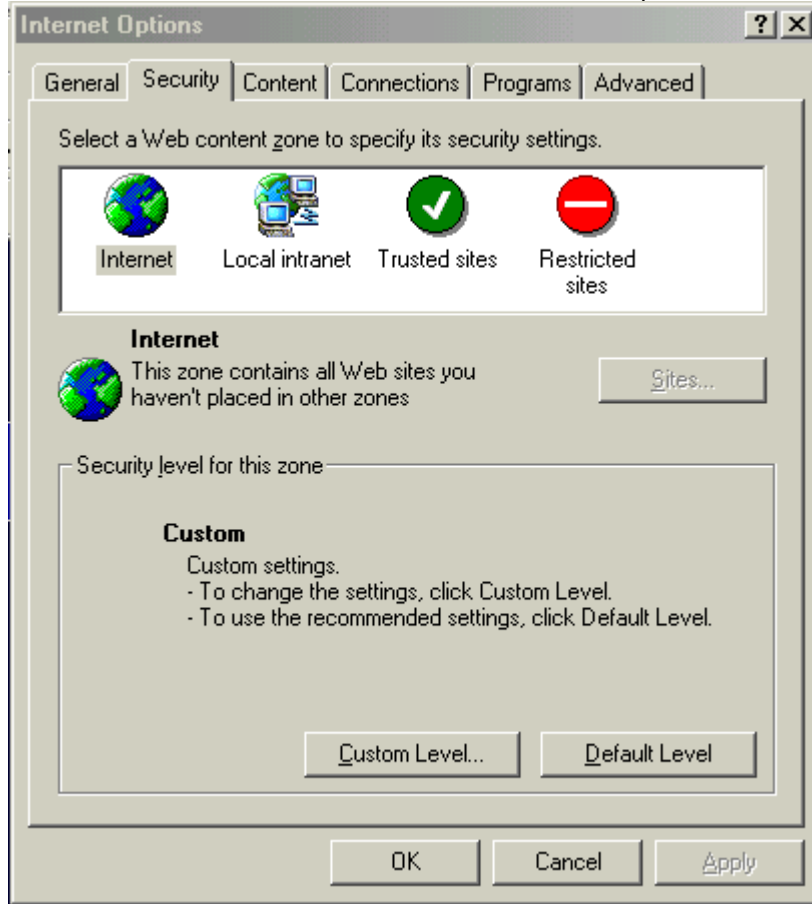 Internet Options
General Security Content Connections Programs Advanced
Select a Web content zone to specify its security settings.
Internet Local intranet Trusted sites Restricted
sites
Internet
This zone contains all Web sites you
haven't placed in other zones
Sites...
Security level for this zone
Custom
Custom settings.
- To change the settings, click Custom Level.
- To use the recommended settings, click Default Level.
Custom Level... Default Level
OK Cancel Apply